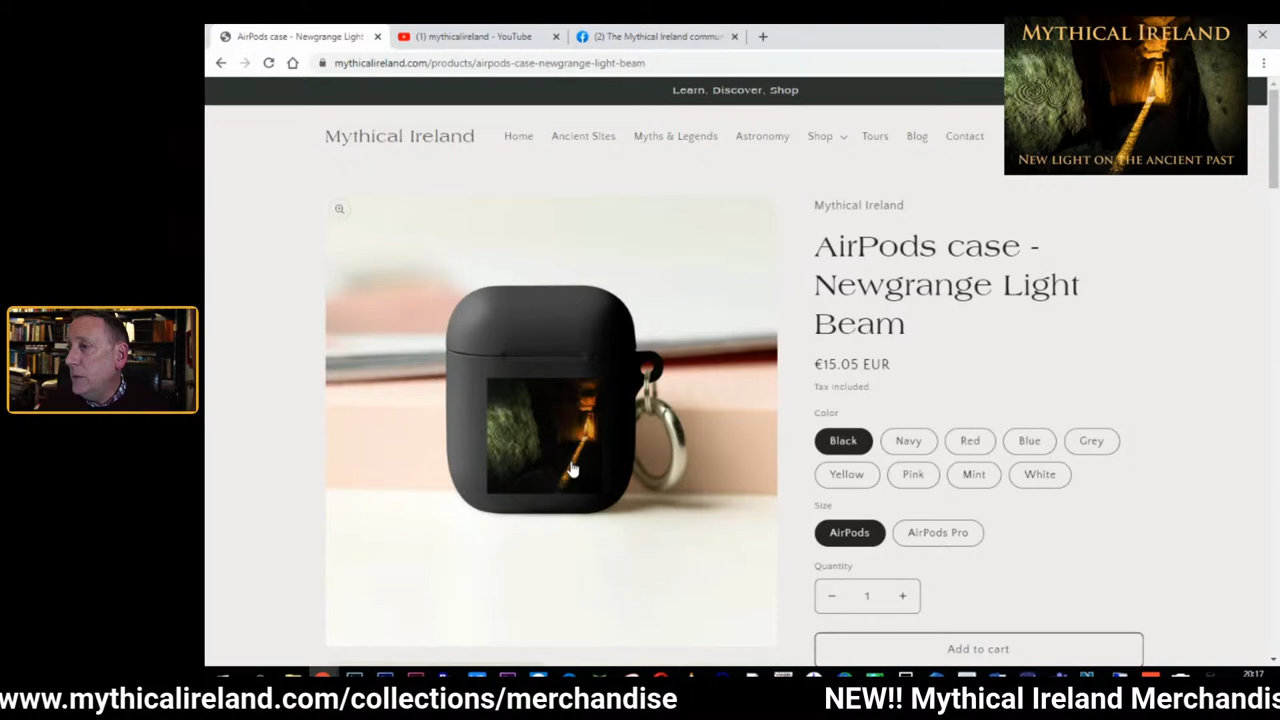 AirPods case - Newgrange Light
(1) mythicalireland - YouTube
(2) The Mythical Ireland commu
mythicalireland.com/products/airpods-case-newgrange-light-beam
MYTHICAL IRELAND
NEW LIGHT ON THE ANCIENT PAST
Learn, Discover, Shop
Mythical Ireland
Home
Ancient Sites
Myths & Legends
Astronomy
Shop
Tours
Blog
Contact
Mythical Ireland
AirPods case -
Newgrange Light
Beam
€15.05 EUR
Tax included.
Color
Black Navy Red Blue Grey
Yellow Pink Mint White
Size
AirPods AirPods Pro
Quantity
− 1 +
Add to cart
20:17
www.mythicalireland.com/collections/merchandise NEW!! Mythical Ireland Merchandis